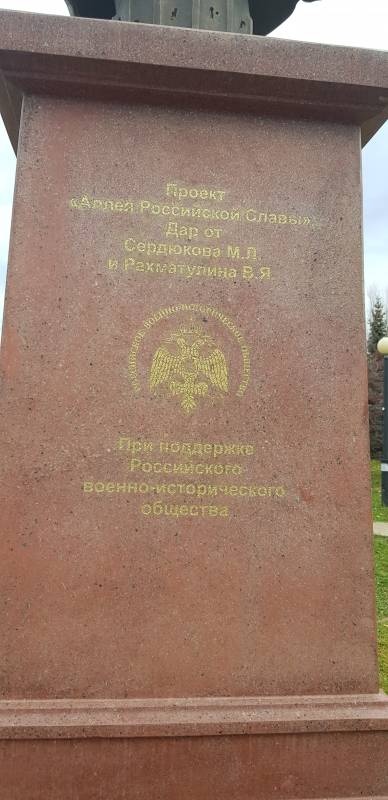 Проект
«Аллея Российской Славы»
Дар от
Сердюкова М.Л.
и Рахматулина В.Я.
РОССИЙСКОЕ ВОЕННО-ИСТОРИЧЕСКОЕ ОБЩЕСТВО
При поддержке
Российского
военно-исторического
общества